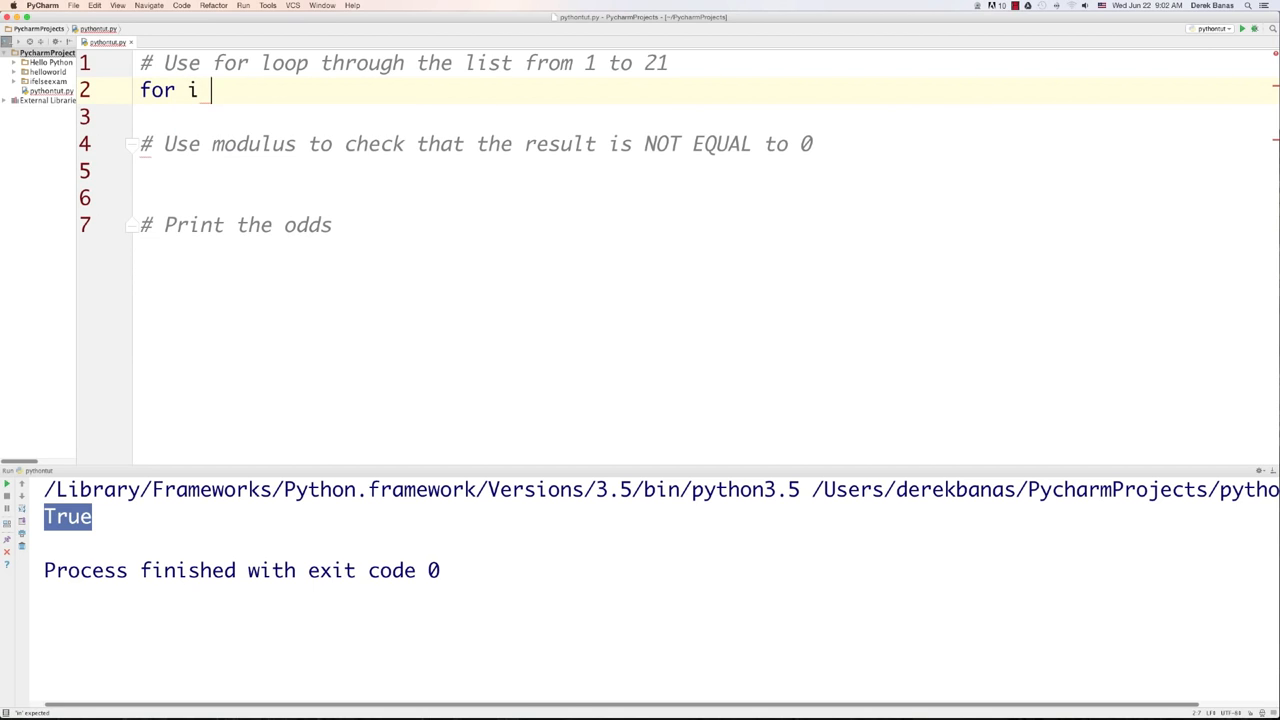 PyCharm File Edit View Navigate Code Refactor Run Tools VCS Window Help 10 Wed Jun 22 9:02 AM Derek Banas
pythontut.py - PycharmProjects - [~/PycharmProjects]
PycharmProjects pythontut.py pythontut
pythontut.py ×
PycharmProject
Hello Python
helloworld
ifelseexam
pythontut.py
External Librarie
1 # Use for loop through the list from 1 to 21
2 for i
3
4 # Use modulus to check that the result is NOT EQUAL to 0
5
6
7 # Print the odds
Run pythontut
/Library/Frameworks/Python.framework/Versions/3.5/bin/python3.5 /Users/derekbanas/PycharmProjects/pytho
True
Process finished with exit code 0
'in' expected 2:7 LF÷ UTF-8÷